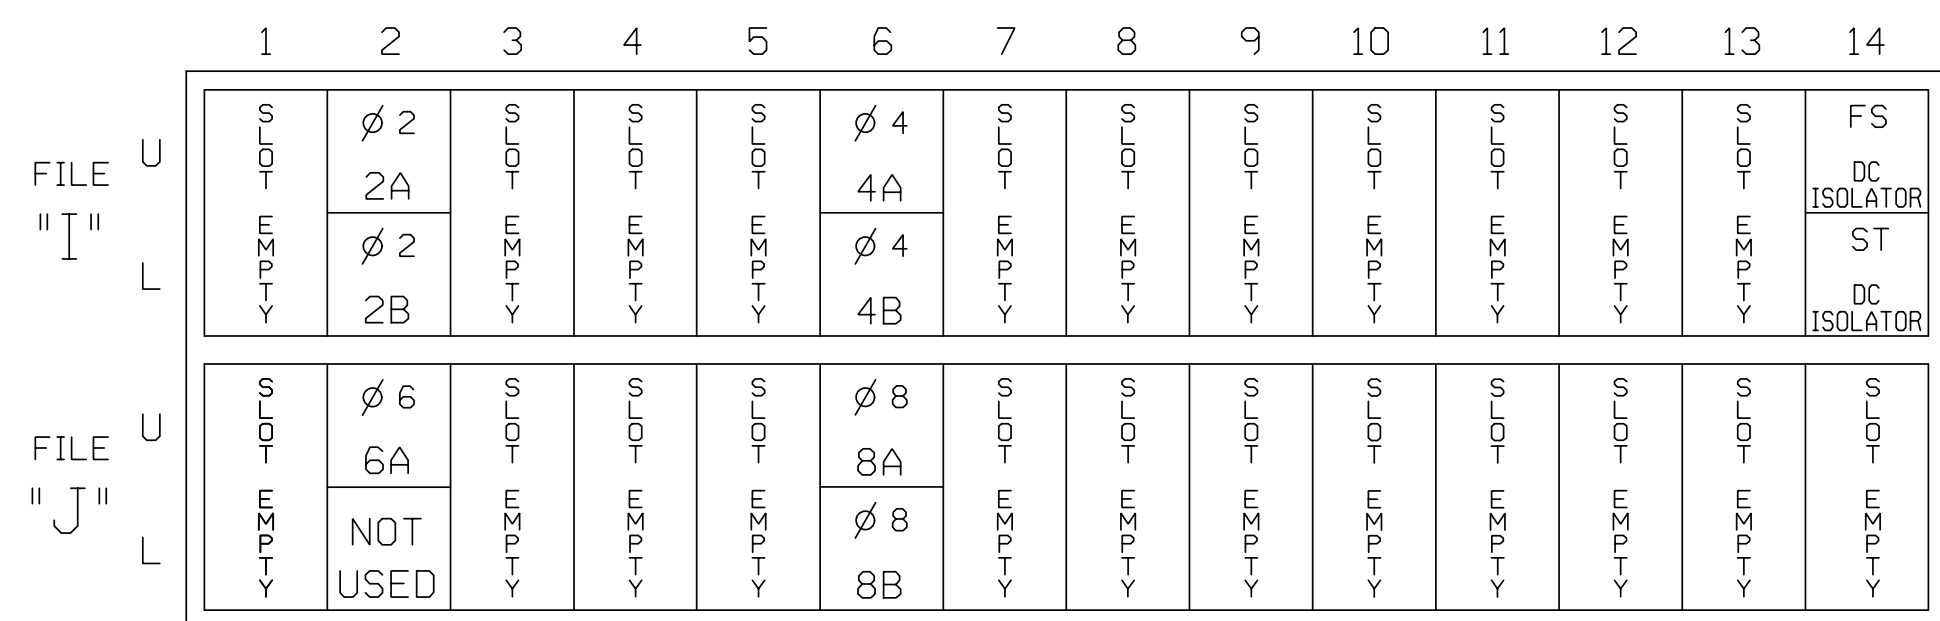 1 2 3 4 5 6 7 8 9 10 11 12 13 14
FILE
"I"
U
L
SLOT EMPTY
Ø 2
2A
Ø 2
2B
SLOT EMPTY
SLOT EMPTY
SLOT EMPTY
Ø 4
4A
Ø 4
4B
SLOT EMPTY
SLOT EMPTY
SLOT EMPTY
SLOT EMPTY
SLOT EMPTY
SLOT EMPTY
SLOT EMPTY
FS
DC
ISOLATOR
ST
DC
ISOLATOR
FILE
"J"
U
L
SLOT EMPTY
Ø 6
6A
NOT
USED
SLOT EMPTY
SLOT EMPTY
SLOT EMPTY
Ø 8
8A
Ø 8
8B
SLOT EMPTY
SLOT EMPTY
SLOT EMPTY
SLOT EMPTY
SLOT EMPTY
SLOT EMPTY
SLOT EMPTY
SLOT EMPTY